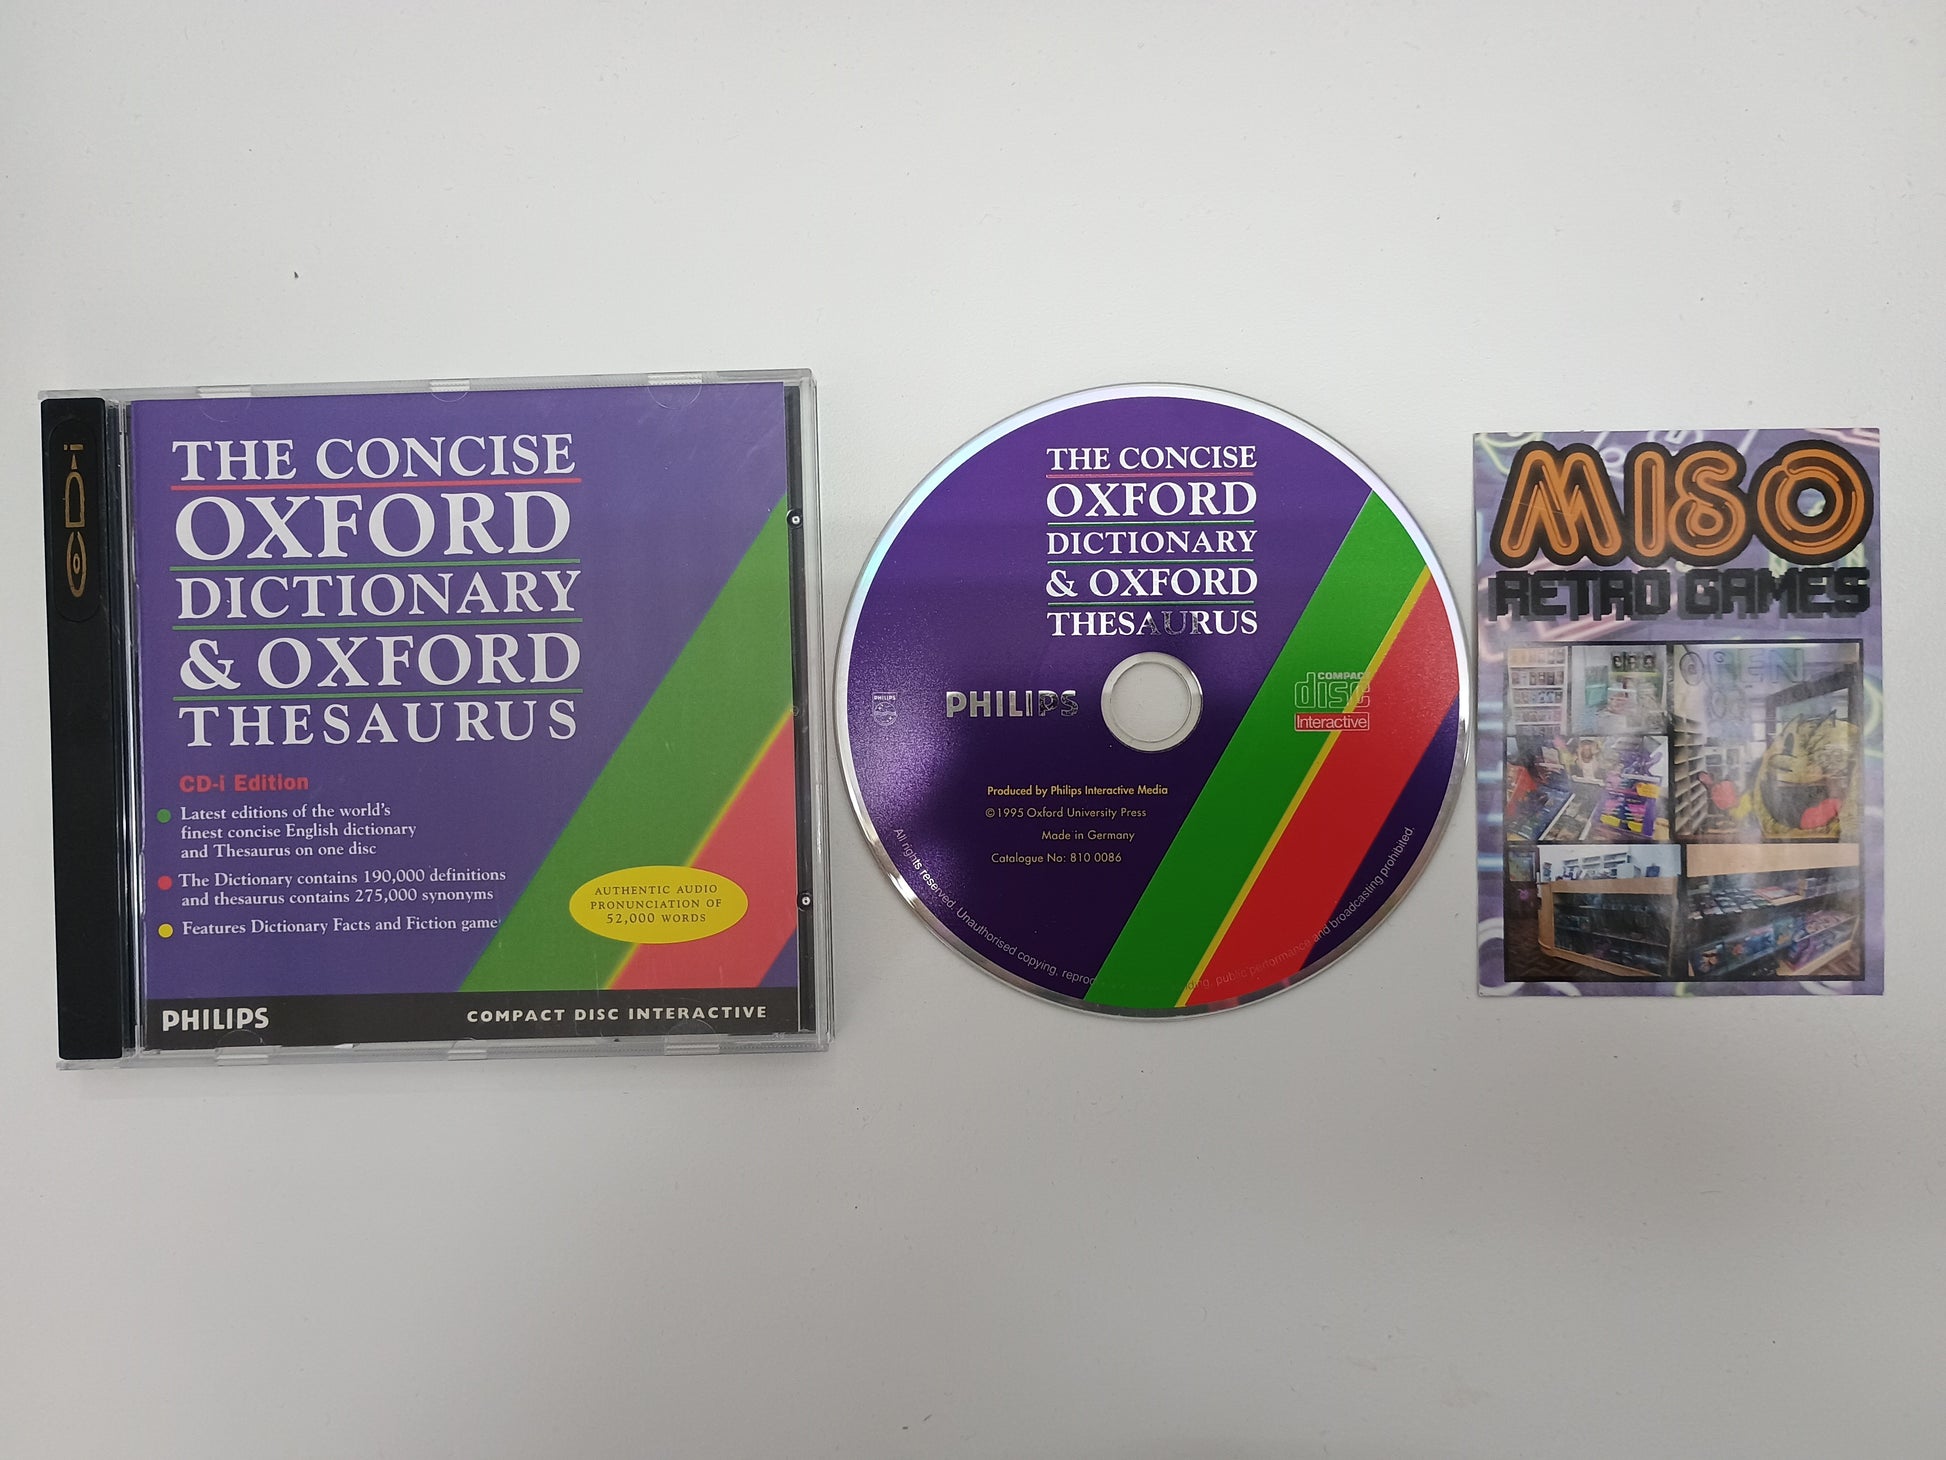 CD-i
THE CONCISE
OXFORD
DICTIONARY
& OXFORD
THESAURUS
CD-i Edition
Latest editions of the world's
finest concise English dictionary
and Thesaurus on one disc
The Dictionary contains 190,000 definitions
and thesaurus contains 275,000 synonyms
Features Dictionary Facts and Fiction game
AUTHENTIC AUDIO
PRONUNCIATION OF
52,000 WORDS
PHILIPS
COMPACT DISC INTERACTIVE
THE CONCISE
OXFORD
DICTIONARY
& OXFORD
THESAURUS
PHILIPS
PHILIPS
COMPACT
disc
Interactive
Produced by Philips Interactive Media
©1995 Oxford University Press
Made in Germany
Catalogue No: 810 0086
All rights reserved. Unauthorised copying, reproduc ding, public performance and broadcasting prohibited.
MISO
RETRO GAMES
OPEN